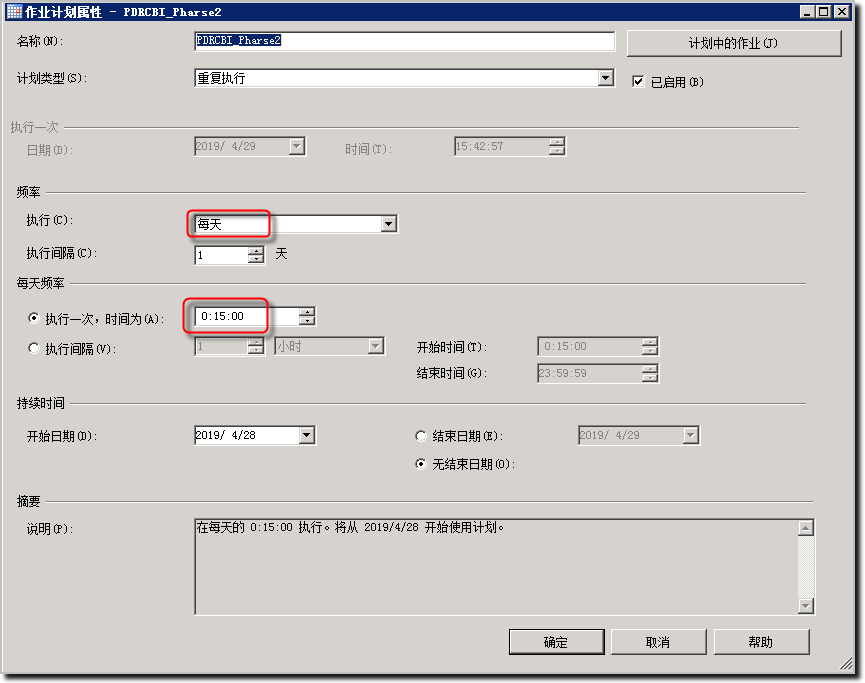 作业计划属性 - PDRCBI_Pharse2
名称(N): PDRCBI_Pharse2 计划中的作业(J)
计划类型(S): 重复执行 已启用(B)
执行一次
日期(D): 2019/ 4/29 时间(T): 15:42:57
频率
执行(C): 每天
执行间隔(C): 1 天
每天频率
执行一次，时间为(A): 0:15:00
执行间隔(V): 1 小时 开始时间(T): 0:15:00
结束时间(G): 23:59:59
持续时间
开始日期(D): 2019/ 4/28 结束日期(E): 2019/ 4/29
无结束日期(O):
摘要
说明(P): 在每天的 0:15:00 执行。将从 2019/4/28 开始使用计划。
确定 取消 帮助